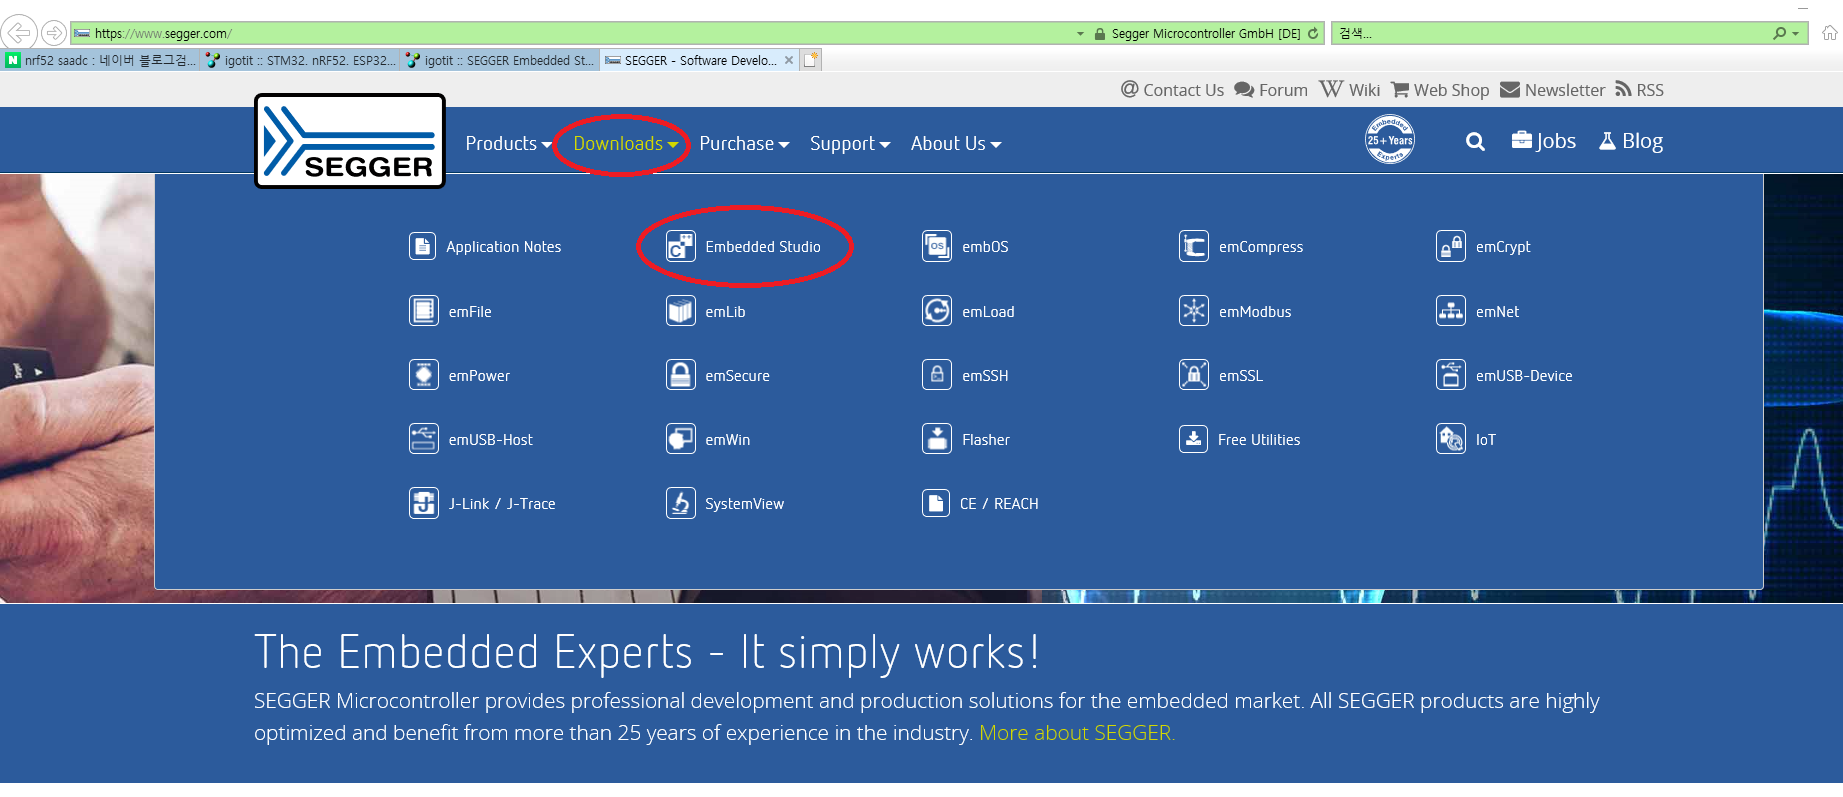 https://www.segger.com/
Segger Microcontroller GmbH [DE]
검색...
nrf52 saadc : 네이버 블로그검...
igotit :: STM32. nRF52. ESP32...
igotit :: SEGGER Embedded St...
SEGGER - Software Develo...
Contact Us
Forum
Wiki
Web Shop
Newsletter
RSS
SEGGER
Products
Downloads
Purchase
Support
About Us
Embedded
25+Years
Experts
Jobs
Blog
Application Notes
Embedded Studio
embOS
emCompress
emCrypt
emFile
emLib
emLoad
emModbus
emNet
emPower
emSecure
emSSH
emSSL
emUSB-Device
emUSB-Host
emWin
Flasher
Free Utilities
IoT
J-Link / J-Trace
SystemView
CE / REACH
The Embedded Experts - It simply works!
SEGGER Microcontroller provides professional development and production solutions for the embedded market. All SEGGER products are highly
optimized and benefit from more than 25 years of experience in the industry. More about SEGGER.